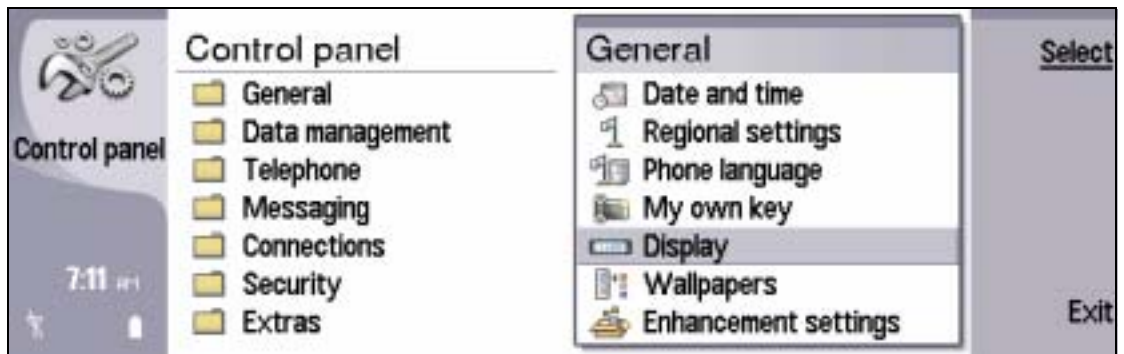 Control panel
7:11
Control panel
General
Data management
Telephone
Messaging
Connections
Security
Extras
General
Date and time
Regional settings
Phone language
My own key
Display
Wallpapers
Enhancement settings
Select
Exit